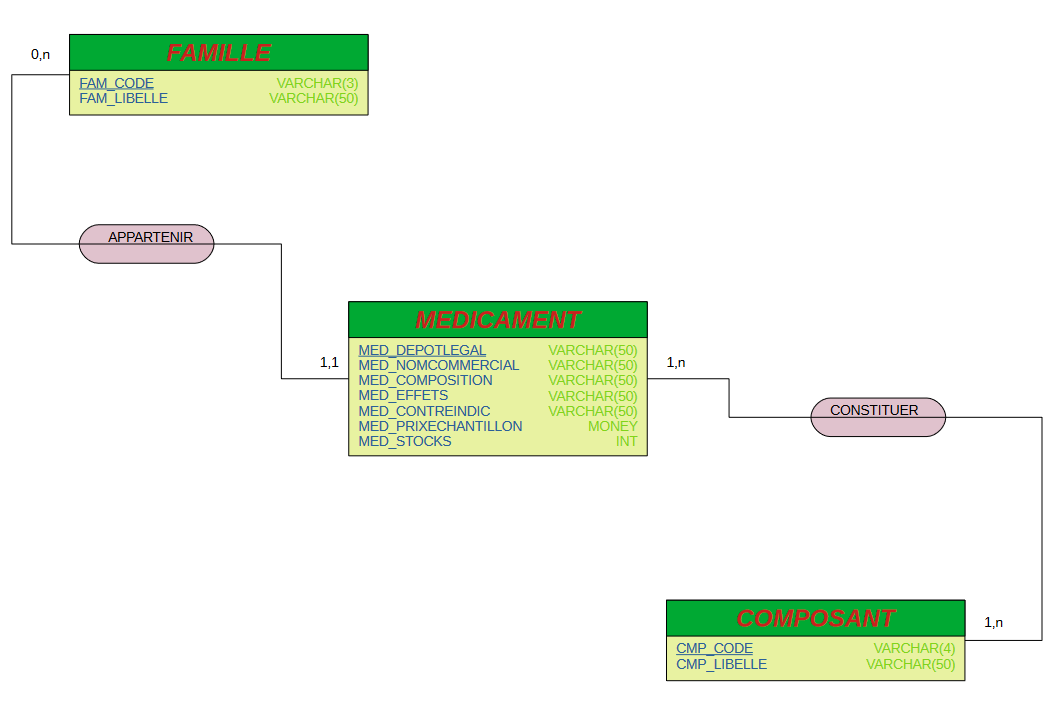 0,n
FAMILLE
FAM_CODE VARCHAR(3)
FAM_LIBELLE VARCHAR(50)
APPARTENIR
MEDICAMENT
1,1
1,n
MED_DEPOTLEGAL VARCHAR(50)
MED_NOMCOMMERCIAL VARCHAR(50)
MED_COMPOSITION VARCHAR(50)
MED_EFFETS VARCHAR(50)
MED_CONTREINDIC VARCHAR(50)
MED_PRIXECHANTILLON MONEY
MED_STOCKS INT
CONSTITUER
COMPOSANT
1,n
CMP_CODE VARCHAR(4)
CMP_LIBELLE VARCHAR(50)